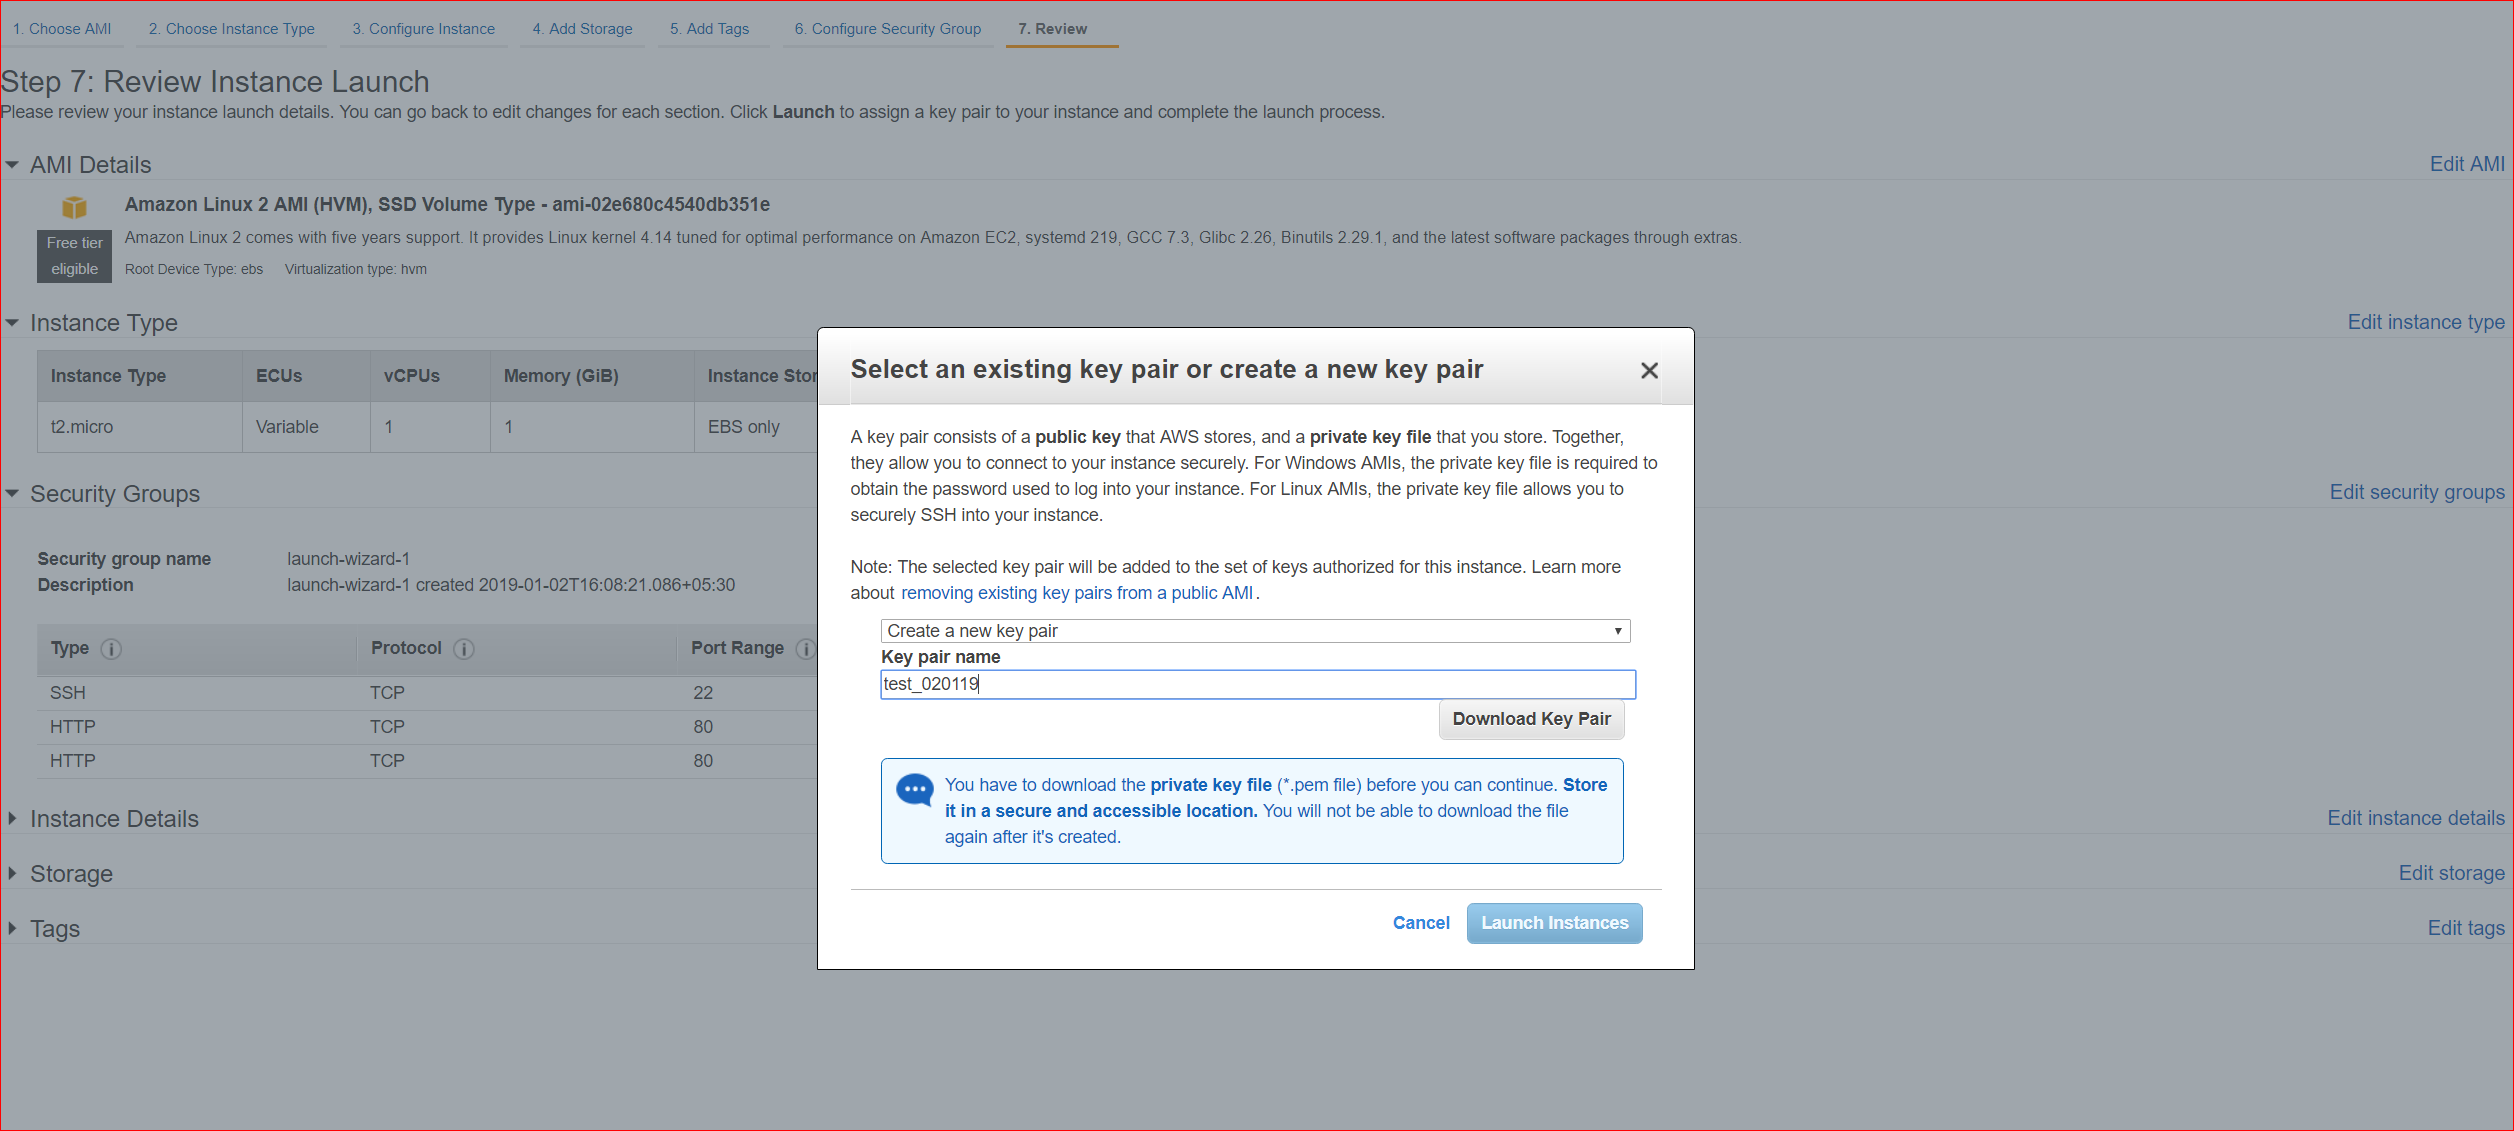 1. Choose AMI 2. Choose Instance Type 3. Configure Instance 4. Add Storage 5. Add Tags 6. Configure Security Group 7. Review
Step 7: Review Instance Launch
Please review your instance launch details. You can go back to edit changes for each section. Click Launch to assign a key pair to your instance and complete the launch process.
AMI Details Edit AMI
Amazon Linux 2 AMI (HVM), SSD Volume Type - ami-02e680c4540db351e
Free tier eligible
Amazon Linux 2 comes with five years support. It provides Linux kernel 4.14 tuned for optimal performance on Amazon EC2, systemd 219, GCC 7.3, Glibc 2.26, Binutils 2.29.1, and the latest software packages through extras.
Root Device Type: ebs Virtualization type: hvm
Instance Type Edit instance type
Instance Type ECUs vCPUs Memory (GiB) Instance Stor
t2.micro Variable 1 1 EBS only
Security Groups Edit security groups
Security group name launch-wizard-1
Description launch-wizard-1 created 2019-01-02T16:08:21.086+05:30
Type Protocol Port Range
SSH TCP 22
HTTP TCP 80
HTTP TCP 80
Instance Details Edit instance details
Storage Edit storage
Tags Edit tags
Select an existing key pair or create a new key pair
A key pair consists of a public key that AWS stores, and a private key file that you store. Together,
they allow you to connect to your instance securely. For Windows AMIs, the private key file is required to
obtain the password used to log into your instance. For Linux AMIs, the private key file allows you to
securely SSH into your instance.
Note: The selected key pair will be added to the set of keys authorized for this instance. Learn more
about removing existing key pairs from a public AMI.
Create a new key pair
Key pair name
test_020119
Download Key Pair
You have to download the private key file (*.pem file) before you can continue. Store
it in a secure and accessible location. You will not be able to download the file
again after it's created.
Cancel Launch Instances